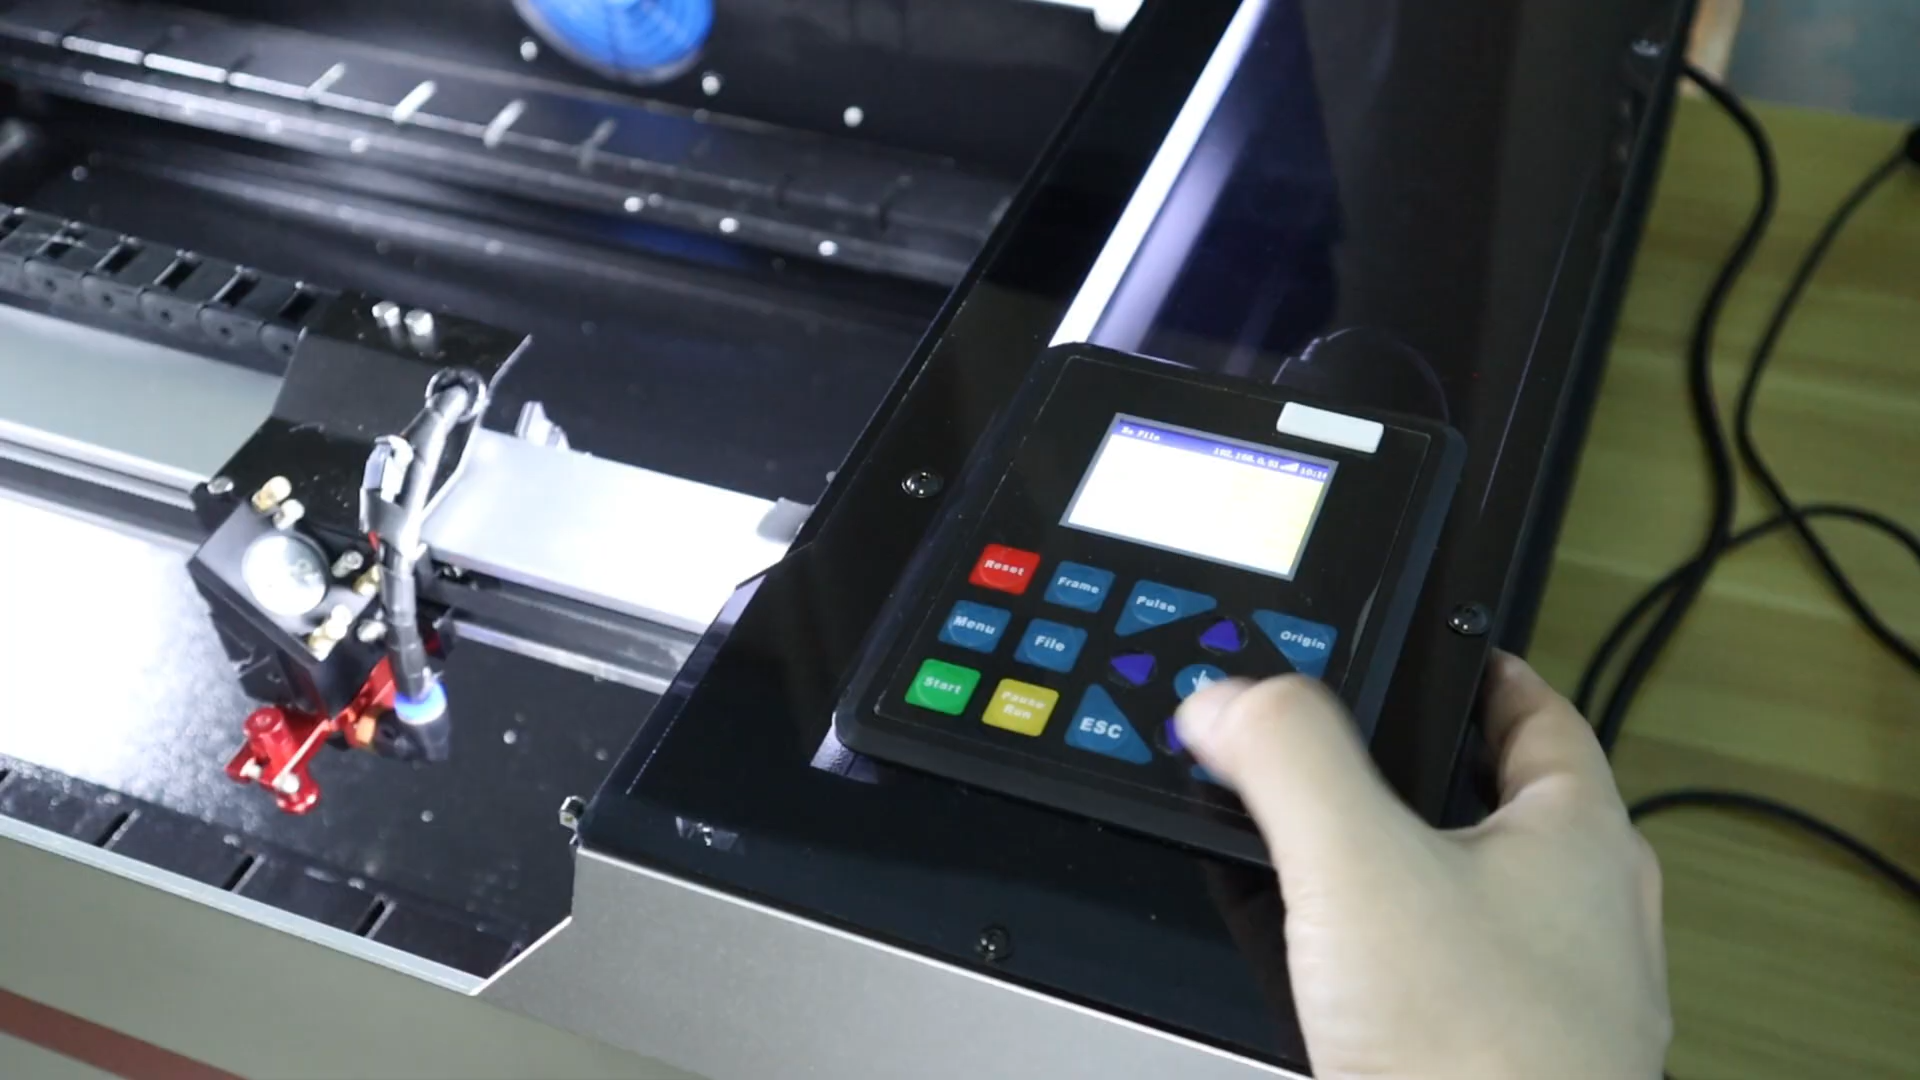 No File
Reset
Frame
Pulse
Origin
Menu
File
Start
Pause
Run
ESC